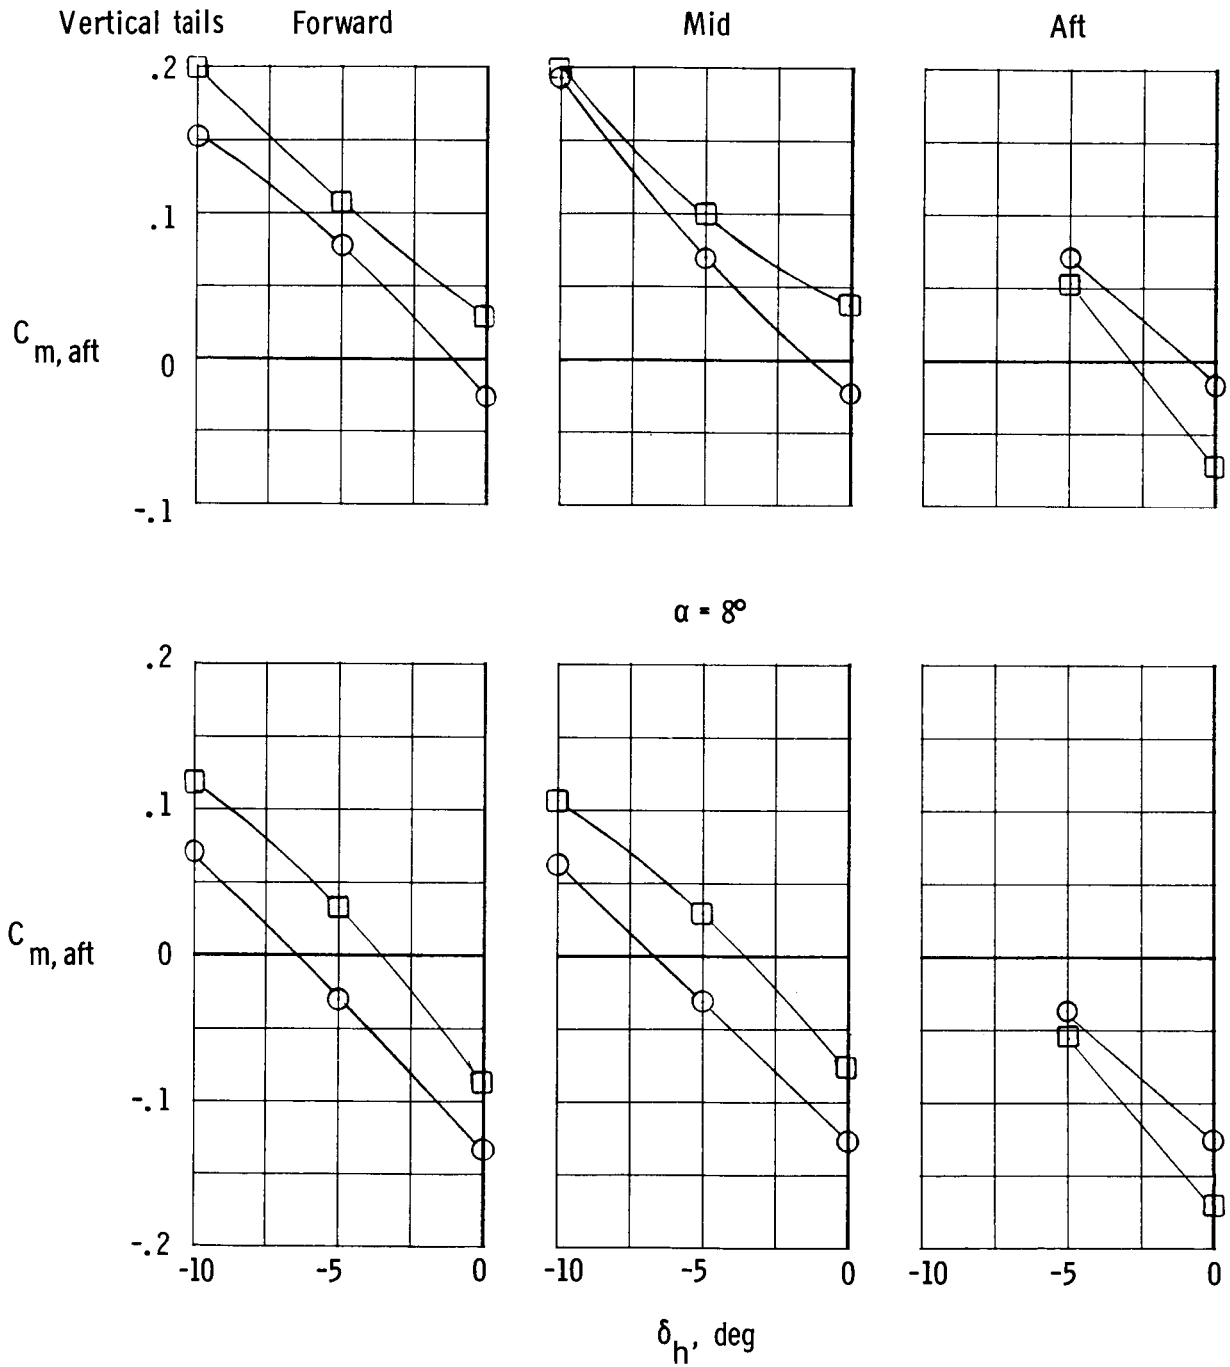 Vertical tails Forward Mid Aft
.2
.1
C m, aft
0
-.1
α = 8°
.2
.1
C m, aft
0
-.1
-.2
-10 -5 0 -10 -5 0 -10 -5 0
δh, deg